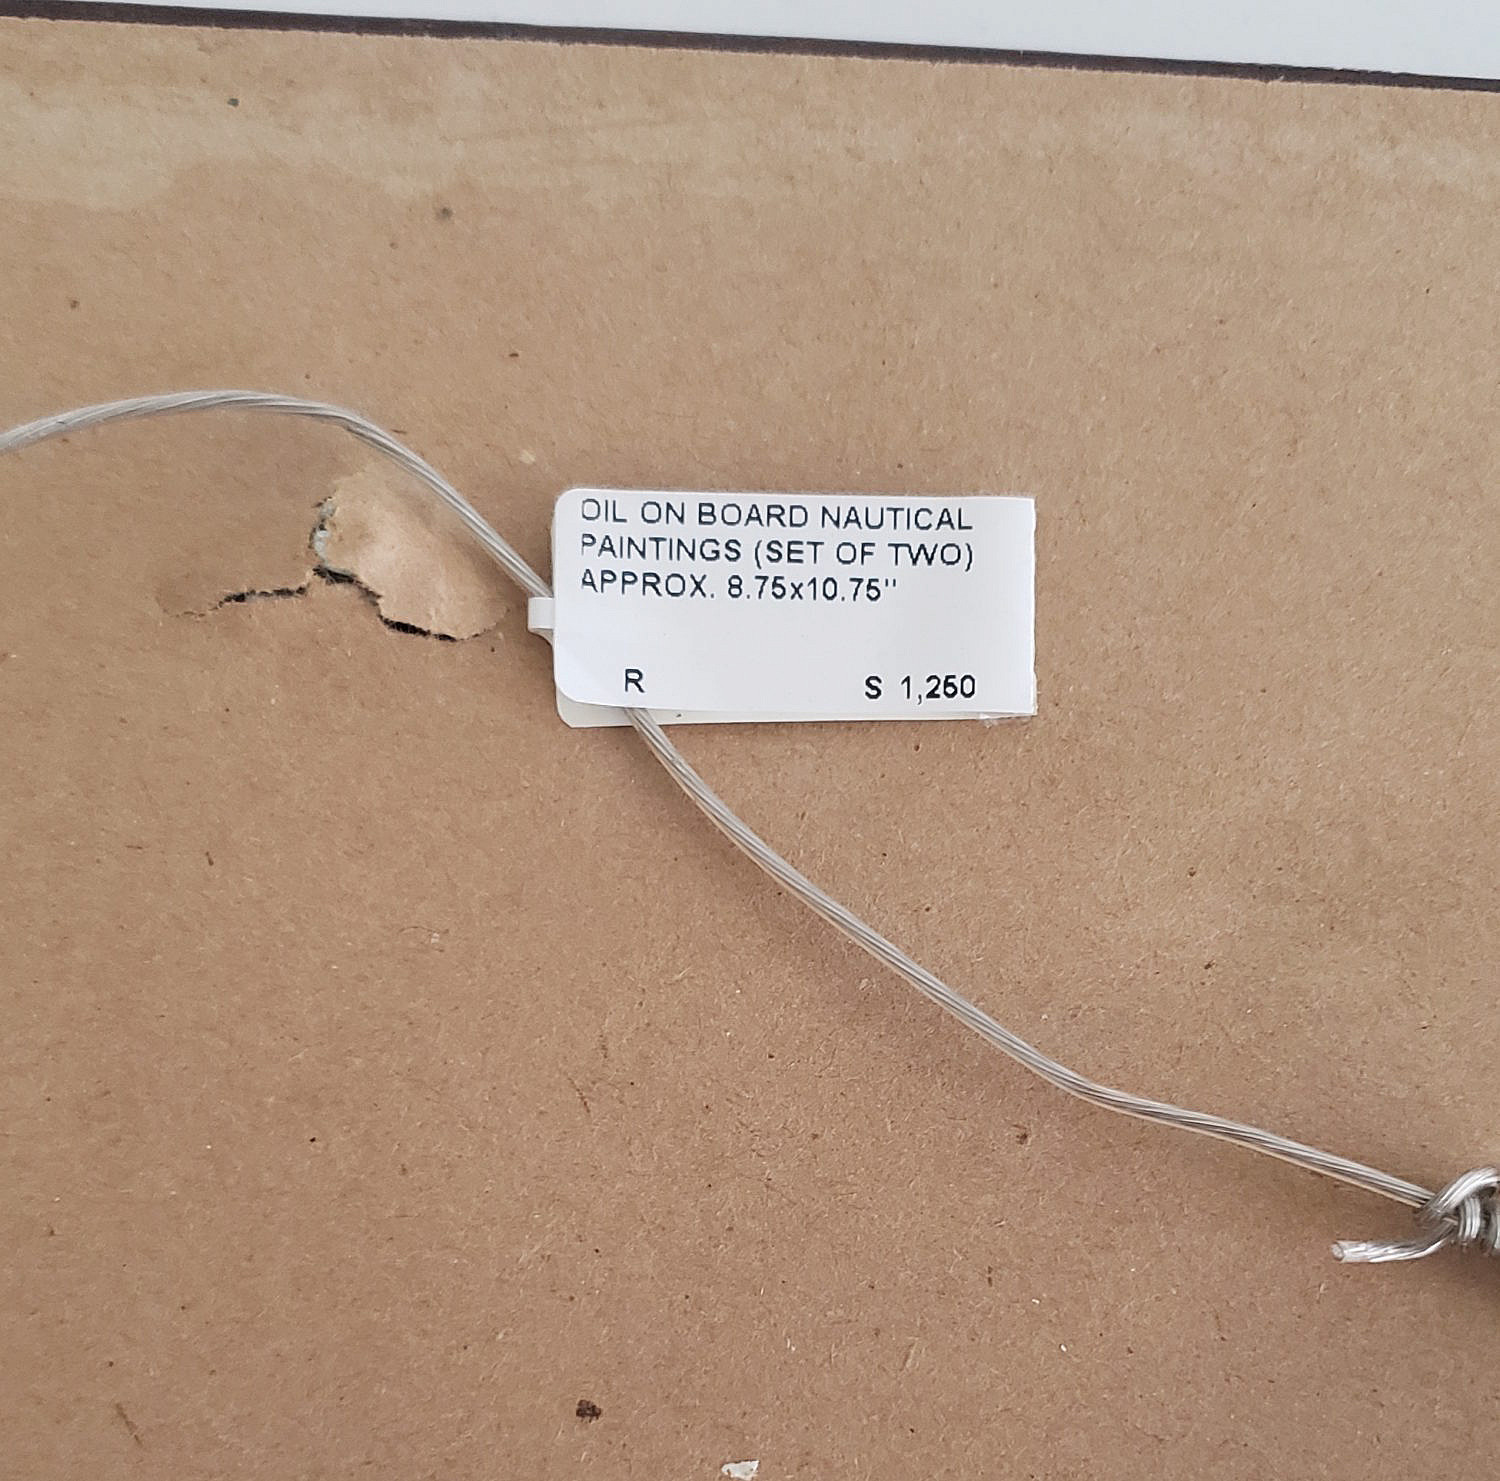 OIL ON BOARD NAUTICAL
PAINTINGS (SET OF TWO)
APPROX. 8.75x10.75"
R S 1,250